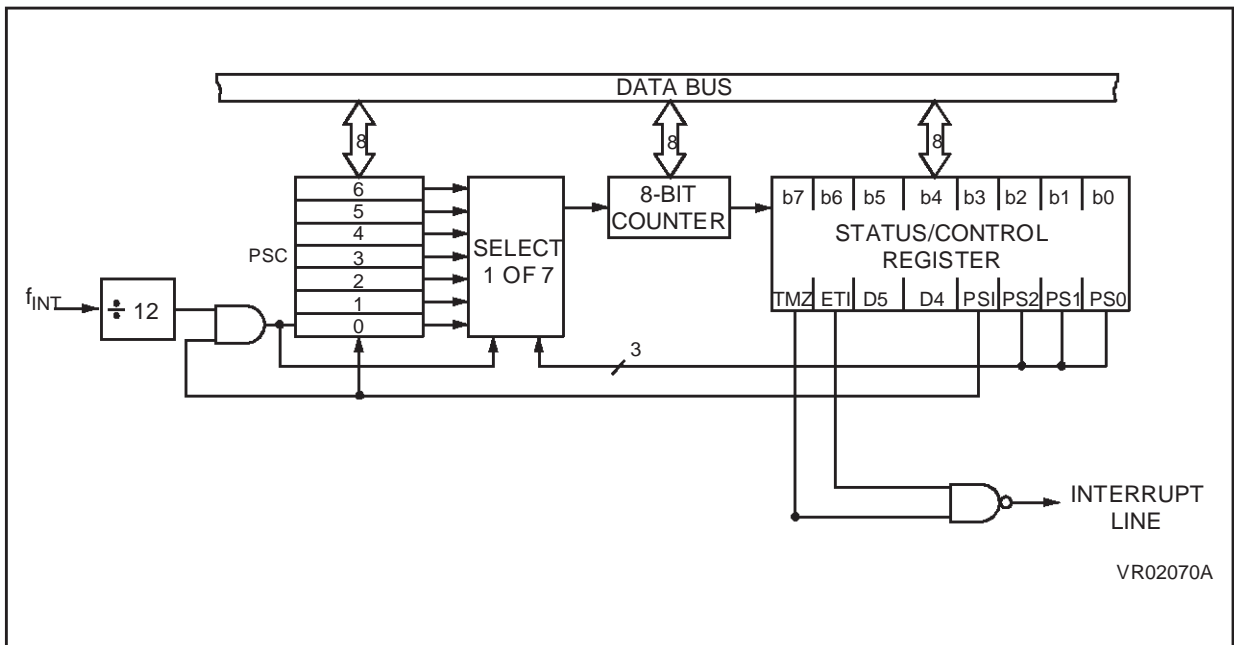 DATA BUS
8
8
8
6
5
4
3
2
1
0
PSC
SELECT
1 OF 7
8-BIT
COUNTER
b7 b6 b5 b4 b3 b2 b1 b0
STATUS/CONTROL
REGISTER
TMZ ETI D5 D4 PSI PS2 PS1 PS0
fINT
÷ 12
3
INTERRUPT
LINE
VR02070A